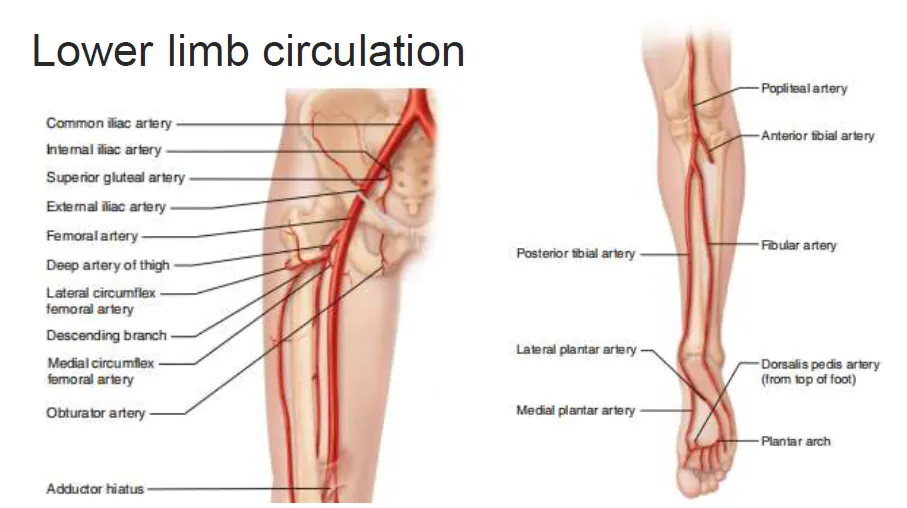 Lower limb circulation
Common iliac artery
Internal iliac artery
Superior gluteal artery
External iliac artery
Femoral artery
Deep artery of thigh
Lateral circumflex
femoral artery
Descending branch
Medial circumflex
femoral artery
Obturator artery
Adductor hiatus
Popliteal artery
Anterior tibial artery
Posterior tibial artery
Fibular artery
Lateral plantar artery
Dorsalis pedis artery
(from top of foot)
Medial plantar artery
Plantar arch